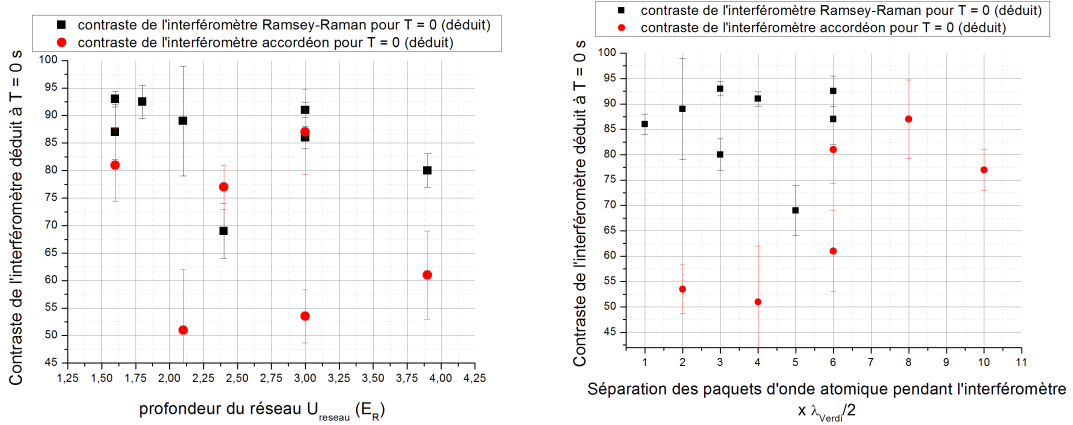 contraste de l'interféromètre Ramsey-Raman pour T = 0 (déduit)
contraste de l'interféromètre accordéon pour T = 0 (déduit)
Contraste de l'interféromètre déduit à T = 0 s
100
95
90
85
80
75
70
65
60
55
50
45
1,25 1,50 1,75 2,00 2,25 2,50 2,75 3,00 3,25 3,50 3,75 4,00 4,25
profondeur du réseau U_reseau (E_R)
contraste de l'interféromètre Ramsey-Raman pour T = 0 (déduit)
contraste de l'interféromètre accordéon pour T = 0 (déduit)
Contraste de l'interféromètre déduit à T = 0 s
100
95
90
85
80
75
70
65
60
55
50
45
1 2 3 4 5 6 7 8 9 10 11
Séparation des paquets d'onde atomique pendant l'interféromètre
x λ_Verdi/2